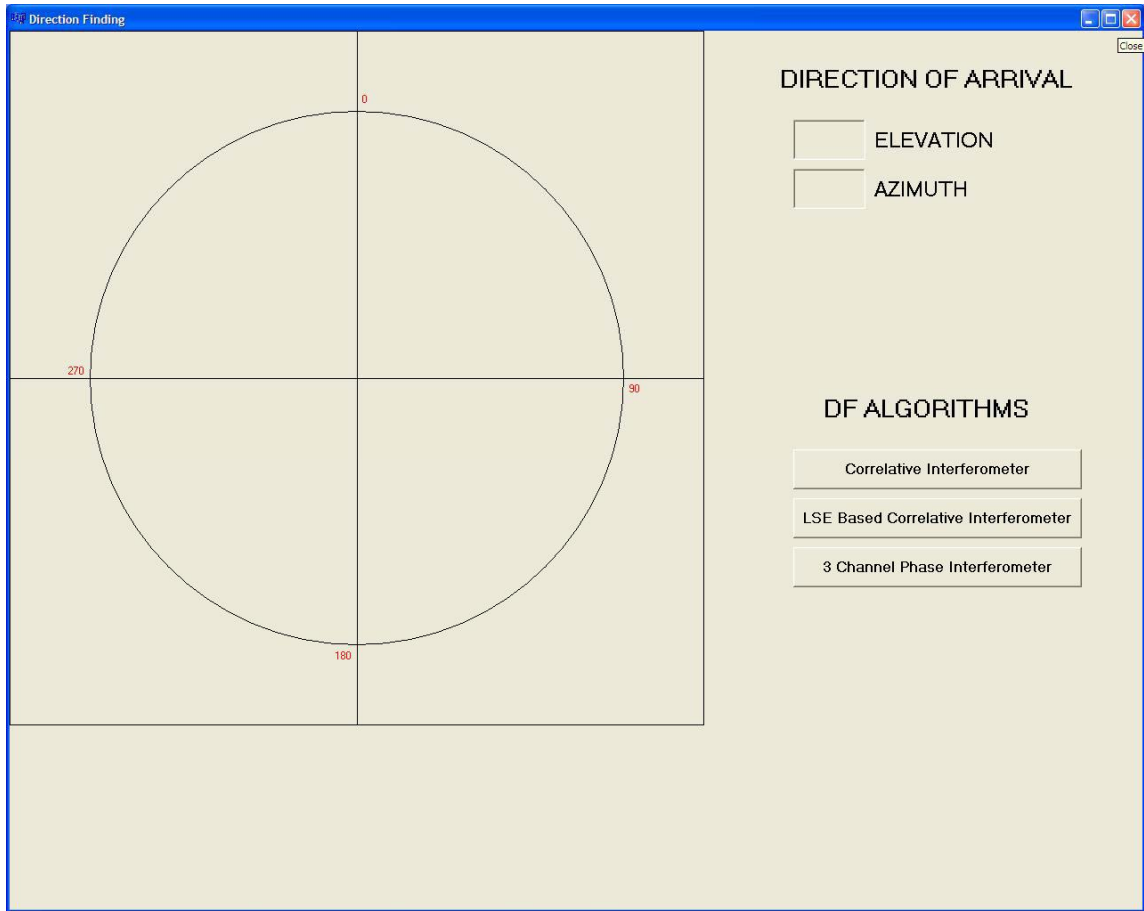 Direction Finding
Close
0
270
90
180
DIRECTION OF ARRIVAL
ELEVATION
AZIMUTH
DF ALGORITHMS
Correlative Interferometer
LSE Based Correlative Interferometer
3 Channel Phase Interferometer